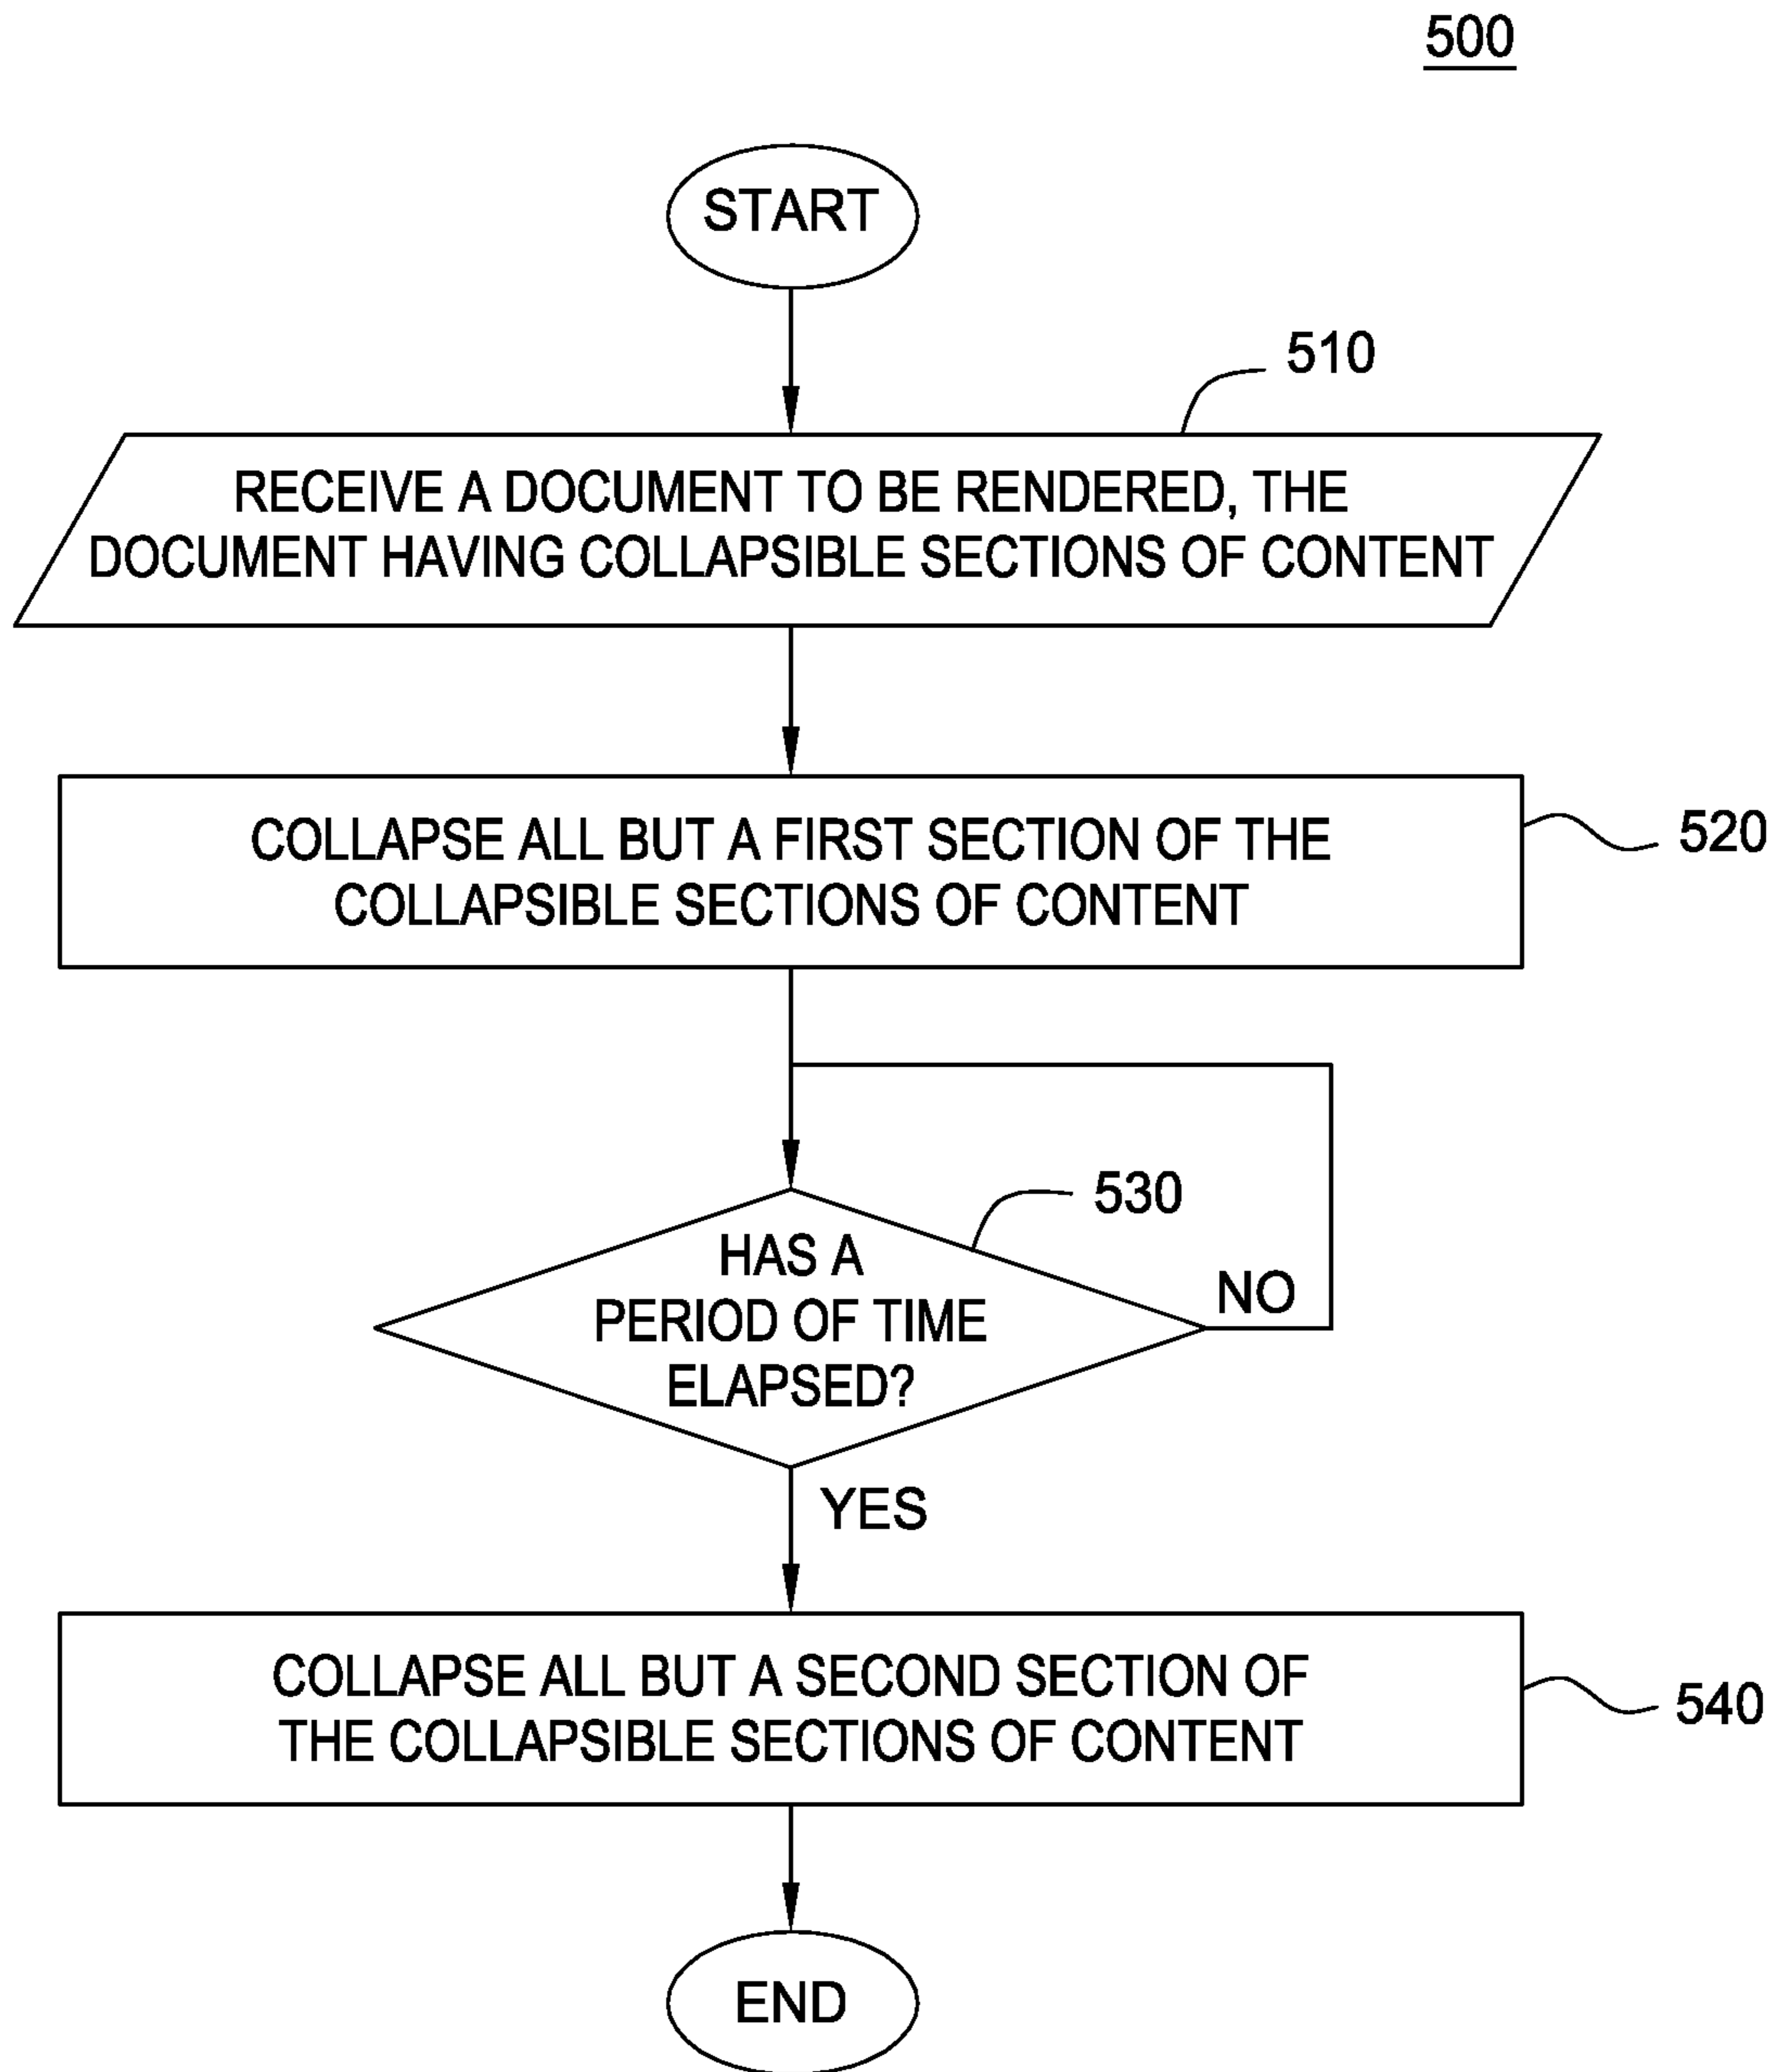 500
START
510
RECEIVE A DOCUMENT TO BE RENDERED, THE
DOCUMENT HAVING COLLAPSIBLE SECTIONS OF CONTENT
COLLAPSE ALL BUT A FIRST SECTION OF THE
COLLAPSIBLE SECTIONS OF CONTENT
520
530
HAS A
PERIOD OF TIME
ELAPSED?
NO
YES
COLLAPSE ALL BUT A SECOND SECTION OF
THE COLLAPSIBLE SECTIONS OF CONTENT
540
END